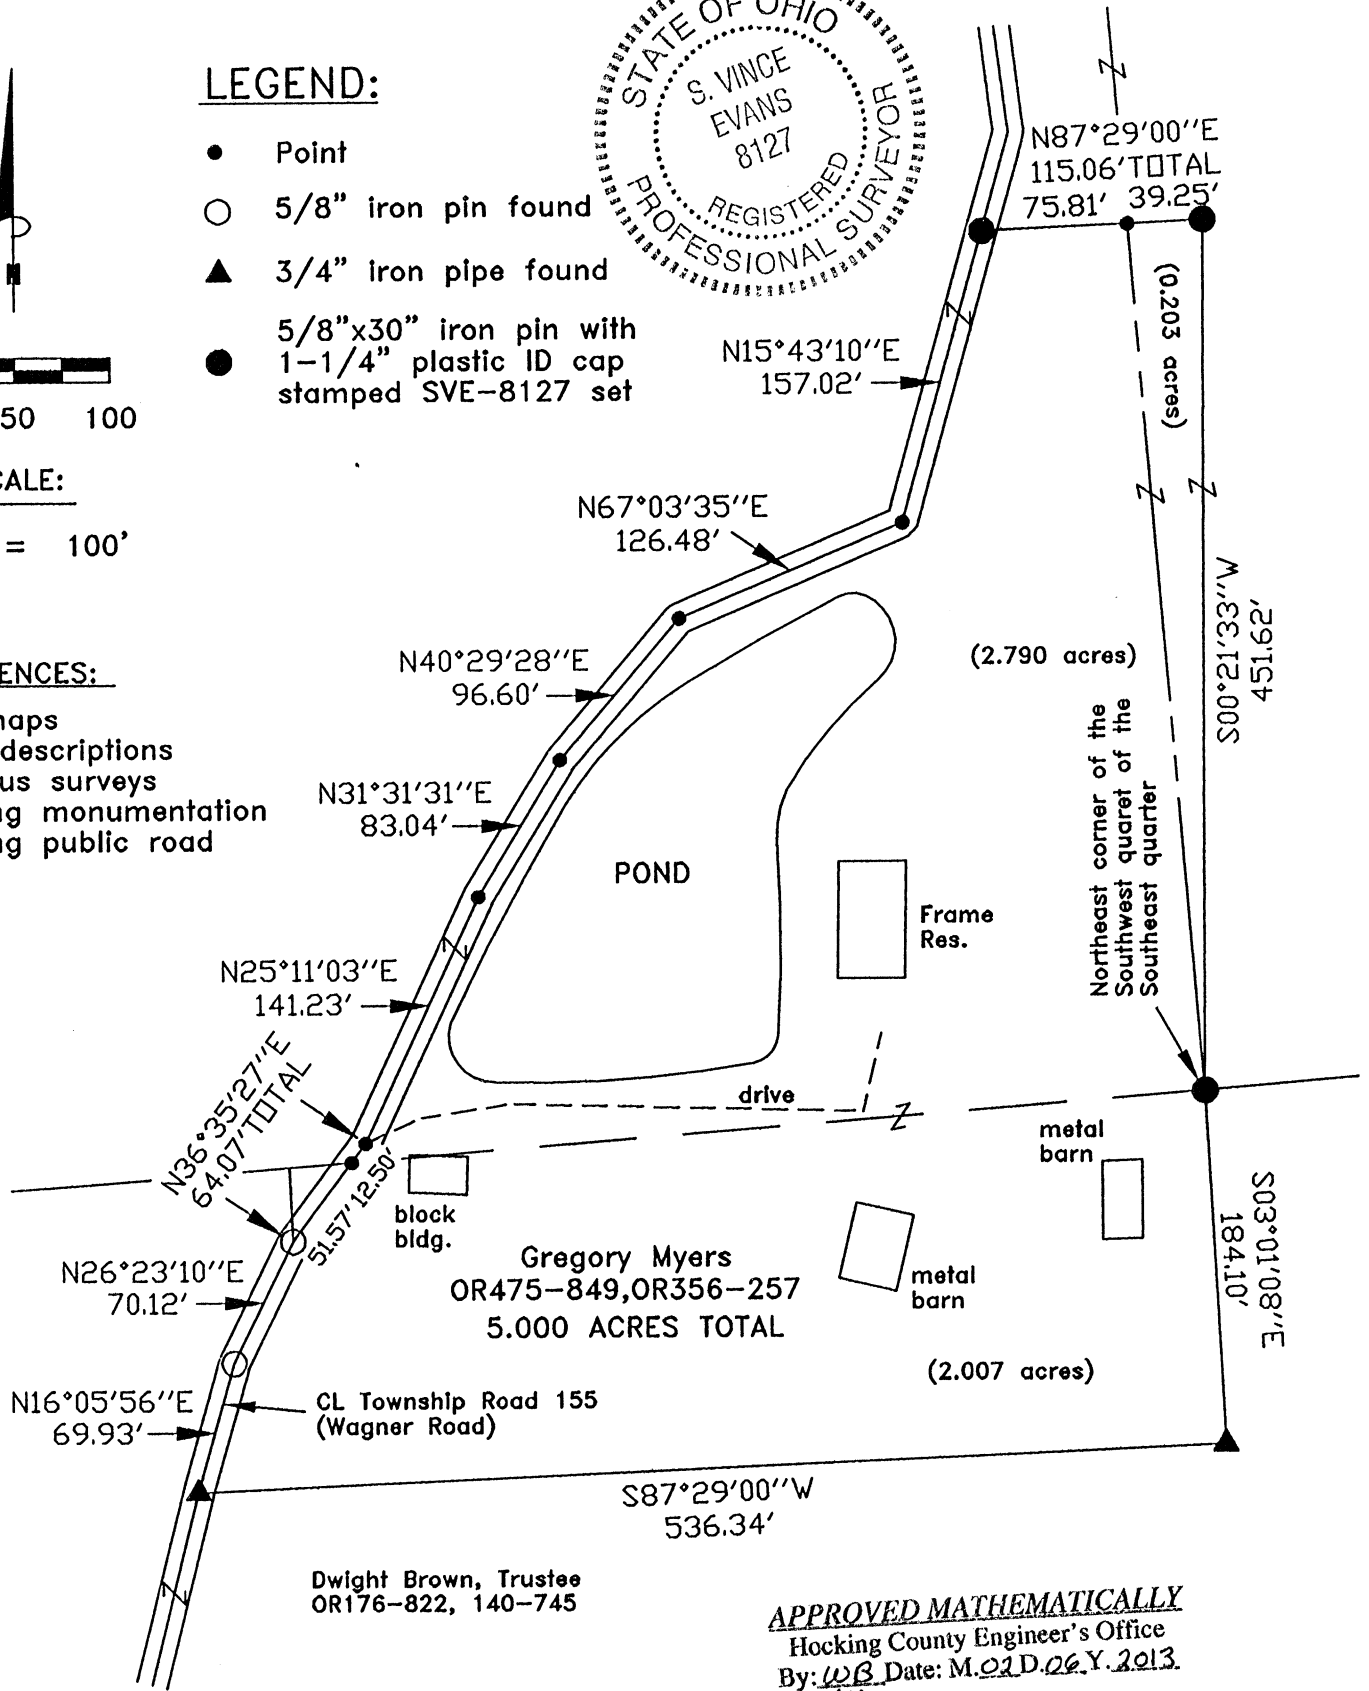 STATE OF OHIO
S. VINCE
EVANS
8127
REGISTERED
PROFESSIONAL SURVEYOR
LEGEND:
Point
5/8" iron pin found
3/4" iron pipe found
5/8"x30" iron pin with
1-1/4" plastic ID cap
stamped SVE-8127 set
N
50 100
CALE:
= 100'
ENCES:
naps
descriptions
us surveys
ng monumentation
ng public road
N87°29'00"E
115.06'TOTAL
75.81' 39.25'
(0.203 acres)
N15°43'10"E
157.02'
N67°03'35"E
126.48'
N40°29'28"E
96.60'
(2.790 acres)
S00°21'33"W
451.62'
N31°31'31"E
83.04'
Northeast corner of the
Southwest quaret of the
Southeast quarter
POND
Frame
Res.
N25°11'03"E
141.23'
N36°35'27"E
64.07'TOTAL
drive
metal
barn
51.57' 12.50'
block
bldg.
S03°01'08"E
184.10'
Gregory Myers
OR475-849,OR356-257
5.000 ACRES TOTAL
metal
barn
N26°23'10"E
70.12'
(2.007 acres)
N16°05'56"E
69.93'
CL Township Road 155
(Wagner Road)
S87°29'00"W
536.34'
Dwight Brown, Trustee
OR176-822, 140-745
APPROVED MATHEMATICALLY
Hocking County Engineer's Office
By: WB Date: M.02 D.06 Y.2013